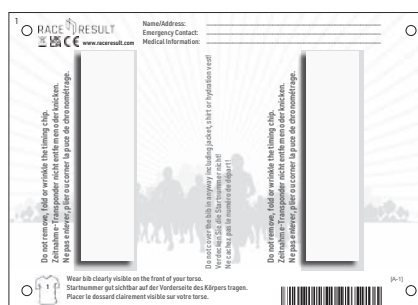 1
RACE RESULT
www.raceresult.com
Name/Address:
Emergency Contact:
Medical Information:
Do not remove, fold or wrinkle the timing chip.
Zeitnahme-Transponder nicht entfernen oder knicken.
Ne pas enlever, plier ou corner la puce de chronométrage.
Do not cover the bib in anyway including jacket, shirt or hydration vest!
Verdecken Sie die Startnummer nicht!
Ne cachez pas le numéro de départ!
Do not remove, fold or wrinkle the timing chip.
Zeitnahme-Transponder nicht entfernen oder knicken.
Ne pas enlever, plier ou corner la puce de chronométrage.
1
Wear bib clearly visible on the front of your torso.
Startnummer gut sichtbar auf der Vorderseite des Körpers tragen.
Placer le dossard clairement visible sur votre torse.
[A-1]